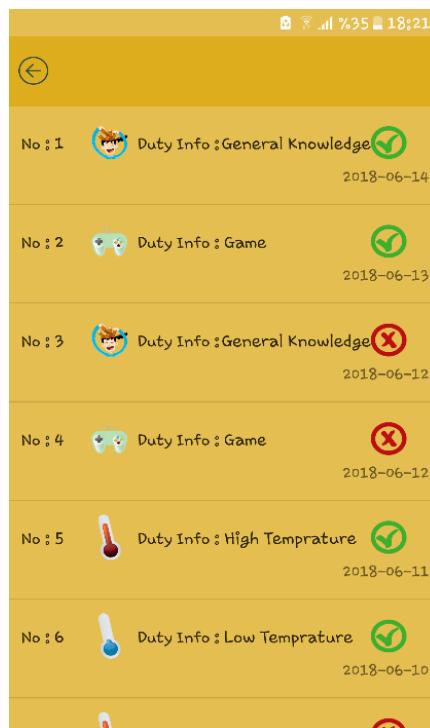 %35 18:21
No : 1 Duty Info : General Knowledge
2018-06-14
No : 2 Duty Info : Game
2018-06-13
No : 3 Duty Info : General Knowledge
2018-06-12
No : 4 Duty Info : Game
2018-06-12
No : 5 Duty Info : High Temprature
2018-06-11
No : 6 Duty Info : Low Temprature
2018-06-10